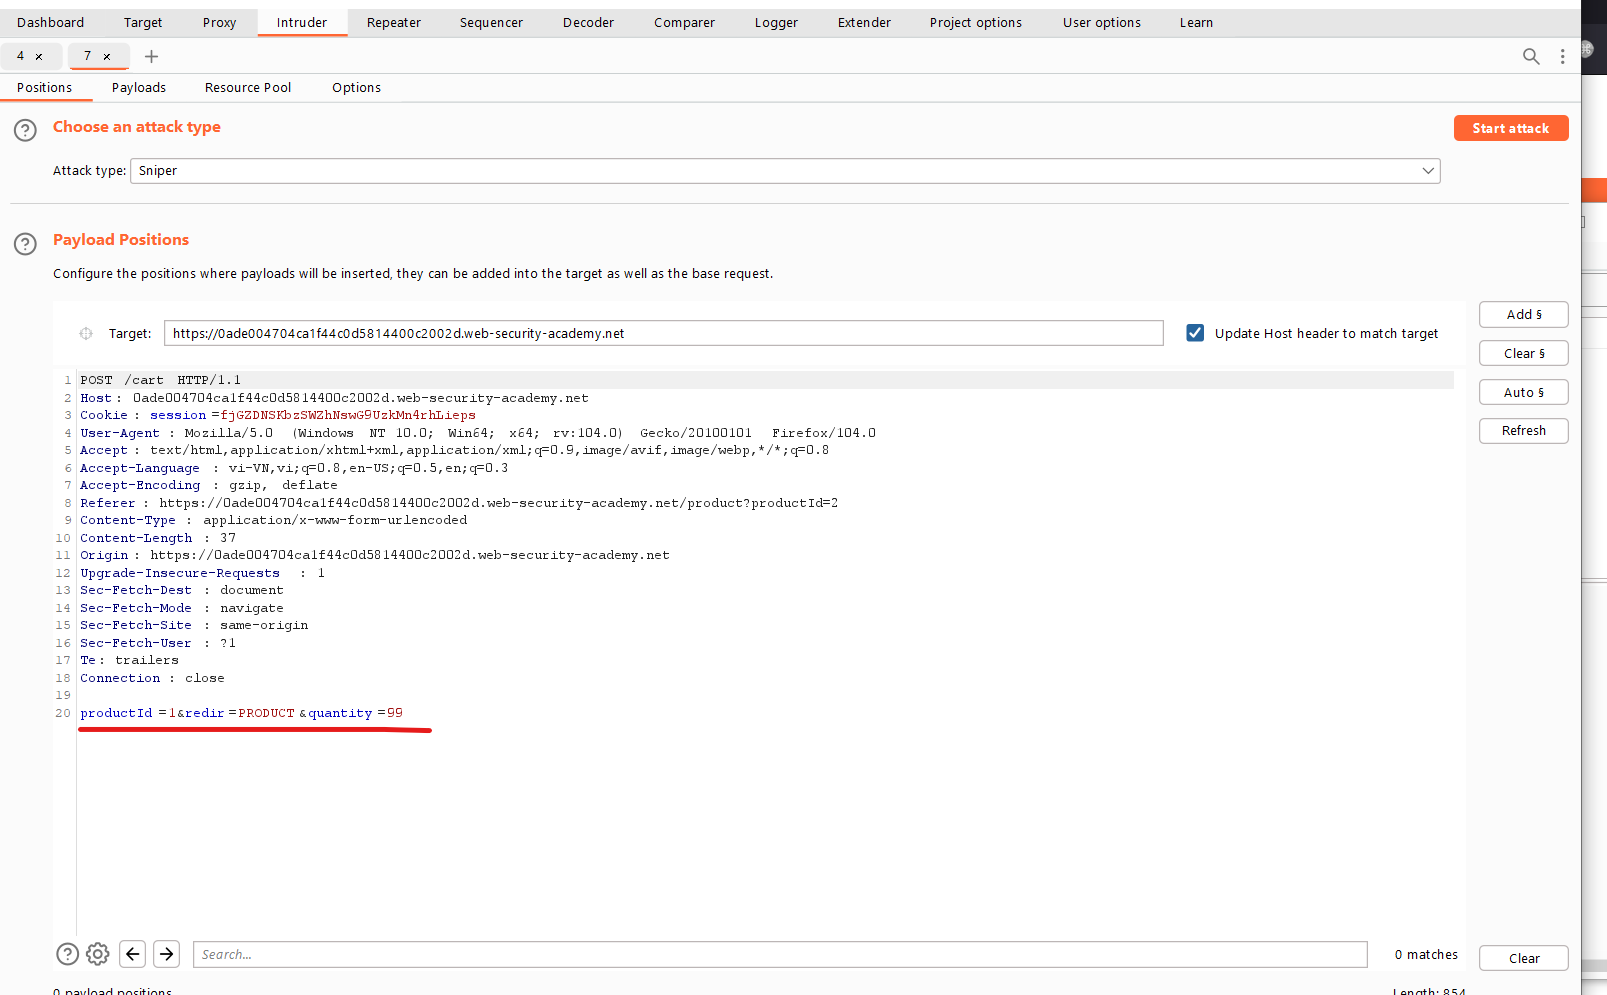 Dashboard Target Proxy Intruder Repeater Sequencer Decoder Comparer Logger Extender Project options User options Learn
4 × 7 × +
Positions Payloads Resource Pool Options
? Choose an attack type Start attack
Attack type: Sniper
? Payload Positions
Configure the positions where payloads will be inserted, they can be added into the target as well as the base request.
Add §
Target: https://0ade004704ca1f44c0d5814400c2002d.web-security-academy.net Update Host header to match target
Clear §
Auto §
Refresh
1 POST /cart HTTP/1.1
2 Host: 0ade004704ca1f44c0d5814400c2002d.web-security-academy.net
3 Cookie: session=fjGZDNSKbzSWZhNswG9UzkMn4rhLieps
4 User-Agent: Mozilla/5.0 (Windows NT 10.0; Win64; x64; rv:104.0) Gecko/20100101 Firefox/104.0
5 Accept: text/html,application/xhtml+xml,application/xml;q=0.9,image/avif,image/webp,*/*;q=0.8
6 Accept-Language: vi-VN,vi;q=0.8,en-US;q=0.5,en;q=0.3
7 Accept-Encoding: gzip, deflate
8 Referer: https://0ade004704ca1f44c0d5814400c2002d.web-security-academy.net/product?productId=2
9 Content-Type: application/x-www-form-urlencoded
10 Content-Length: 37
11 Origin: https://0ade004704ca1f44c0d5814400c2002d.web-security-academy.net
12 Upgrade-Insecure-Requests: 1
13 Sec-Fetch-Dest: document
14 Sec-Fetch-Mode: navigate
15 Sec-Fetch-Site: same-origin
16 Sec-Fetch-User: ?1
17 Te: trailers
18 Connection: close
19
20 productId=1&redir=PRODUCT&quantity=99
? Search... 0 matches Clear
0 payload positions Length: 854